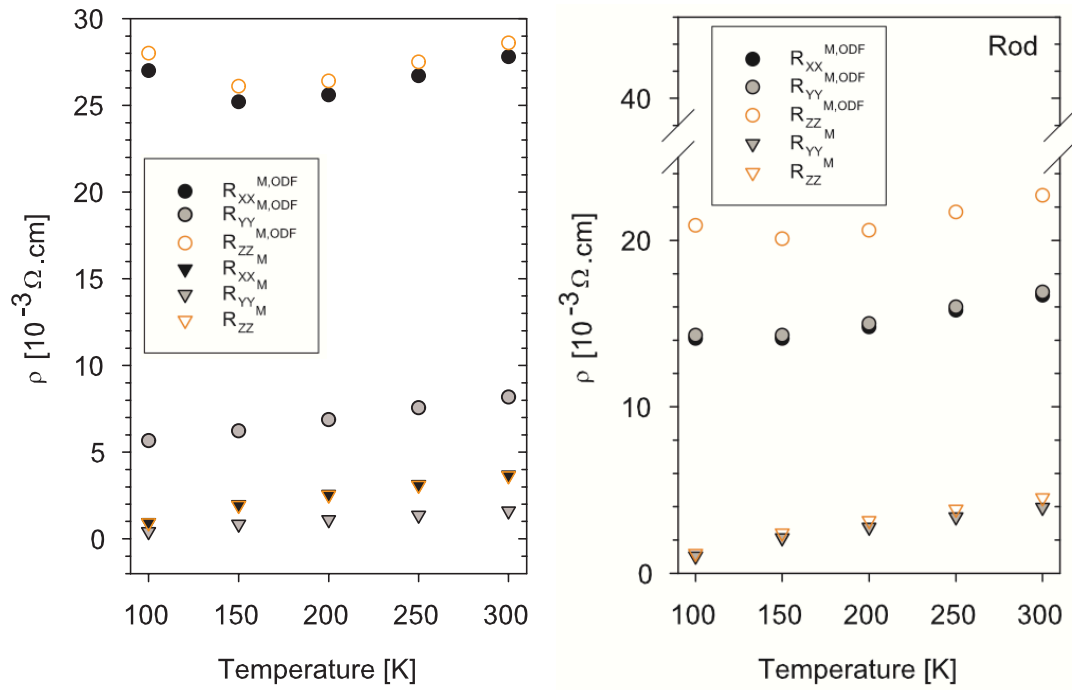 30
25
20
15
10
5
0
ρ [10⁻³Ω.cm]
R_XX^M,ODF
R_YY^M,ODF
R_ZZ^M,ODF
R_XX^M
R_YY^M
R_ZZ^M
100 150 200 250 300
Temperature [K]
Rod
40
20
10
0
ρ [10⁻³Ω.cm]
R_XX^M,ODF
R_YY^M,ODF
R_ZZ^M,ODF
R_YY^M
R_ZZ^M
100 150 200 250 300
Temperature [K]